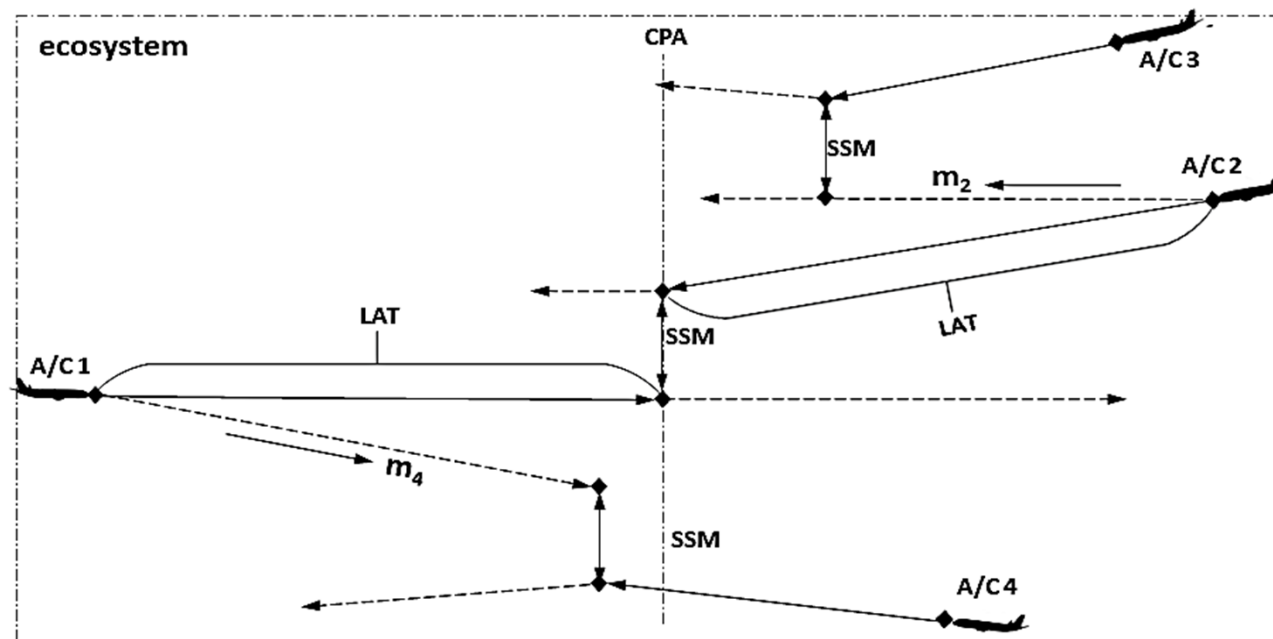 ecosystem
CPA
A/C3
SSM
m₂
A/C2
LAT
LAT
SSM
A/C1
m₄
SSM
A/C4